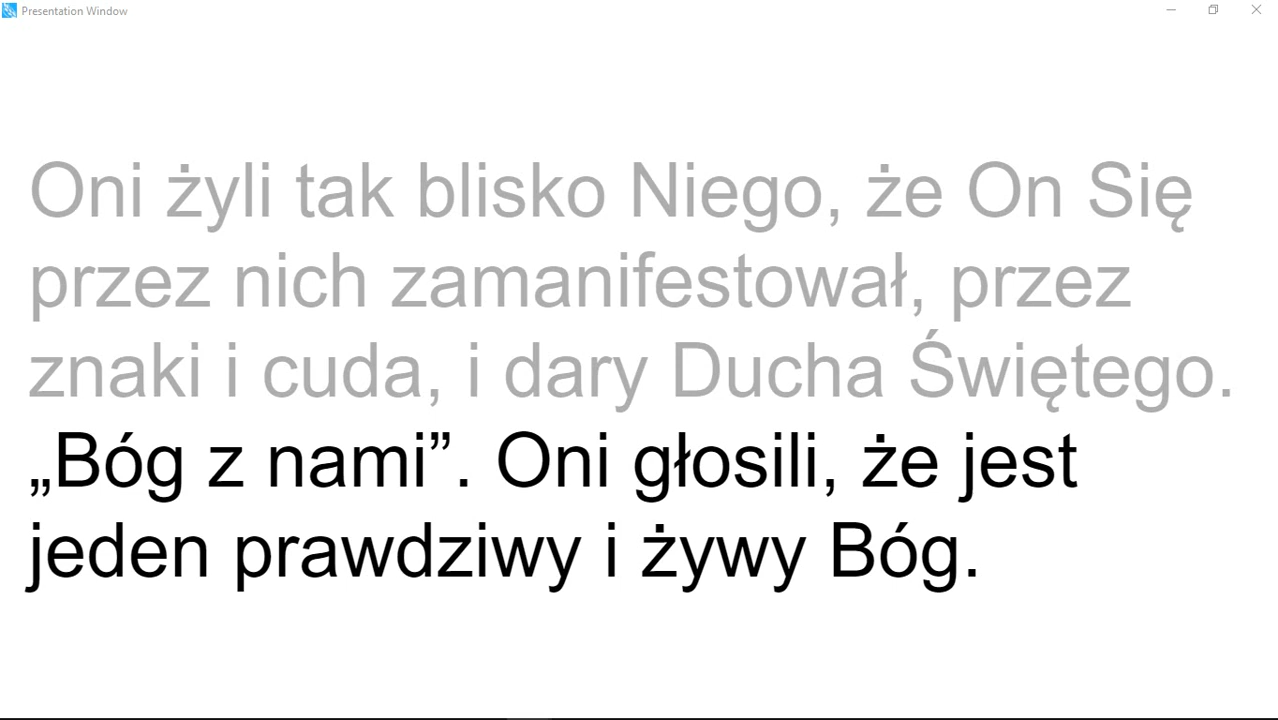 Presentation Window
Oni żyli tak blisko Niego, że On Się
przez nich zamanifestował, przez
znaki i cuda, i dary Ducha Świętego.
„Bóg z nami”. Oni głosili, że jest
jeden prawdziwy i żywy Bóg.